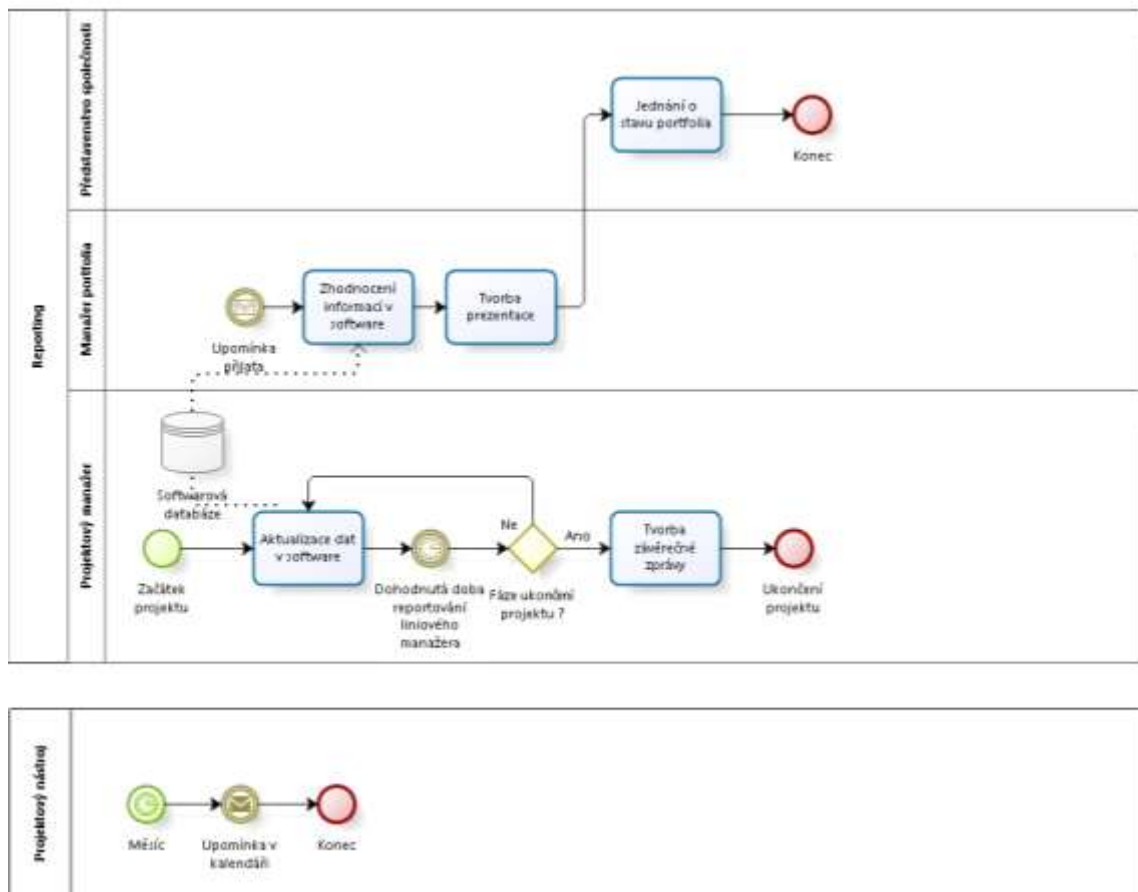 Reporting
Představenstvo společnosti
Jednání o
stavu portfolia
Konec
Manažer portfolia
Upomínka
přijata
Zhodnocení
informací v
software
Tvorba
prezentace
Projektový manažer
Softwarová
databáze
Začátek
projektu
Aktualizace dat
v software
Dohodnutá doba
reportování
liniového
manažera
Ne
Ano
Fáze ukonční
projektu ?
Tvorba
závěrečné
zprávy
Ukončení
projektu
Projektový nástroj
Měsíc
Upomínka v
kalendáři
Konec